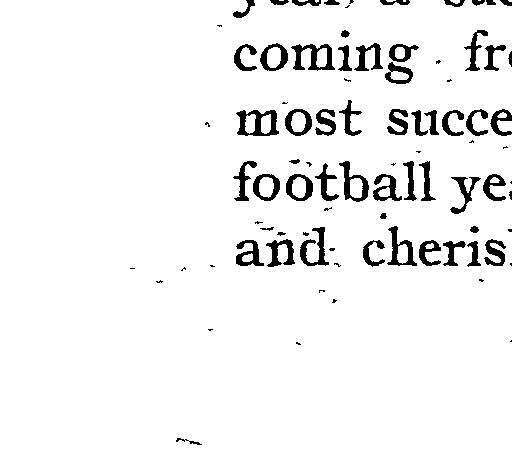 coming fr
most succe
football ye
and cheris